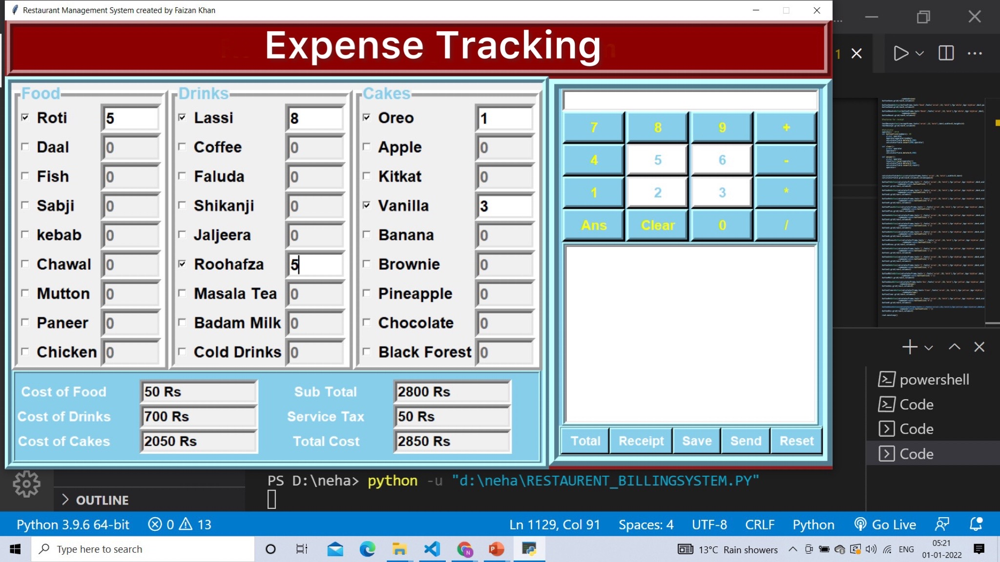 Restaurant Management System created by Faizan Khan
Expense Tracking
1
Food
Roti 5
Daal 0
Fish 0
Sabji 0
kebab 0
Chawal 0
Mutton 0
Paneer 0
Chicken 0
Drinks
Lassi 8
Coffee 0
Faluda 0
Shikanji 0
Jaljeera 0
Roohafza 5
Masala Tea 0
Badam Milk 0
Cold Drinks 0
Cakes
Oreo 1
Apple 0
Kitkat 0
Vanilla 3
Banana 0
Brownie 0
Pineapple 0
Chocolate 0
Black Forest 0
7 8 9 +
4 5 6 -
1 2 3 *
Ans Clear 0 /
Cost of Food 50 Rs Sub Total 2800 Rs
Cost of Drinks 700 Rs Service Tax 50 Rs
Cost of Cakes 2050 Rs Total Cost 2850 Rs
Total Receipt Save Send Reset
powershell
Code
Code
Code
PS D:\neha> python -u "d:\neha\RESTAURENT_BILLINGSYSTEM.PY"
OUTLINE
Python 3.9.6 64-bit 0 13 Ln 1129, Col 91 Spaces: 4 UTF-8 CRLF Python Go Live
Type here to search 13°C Rain showers ENG 05:21
01-01-2022